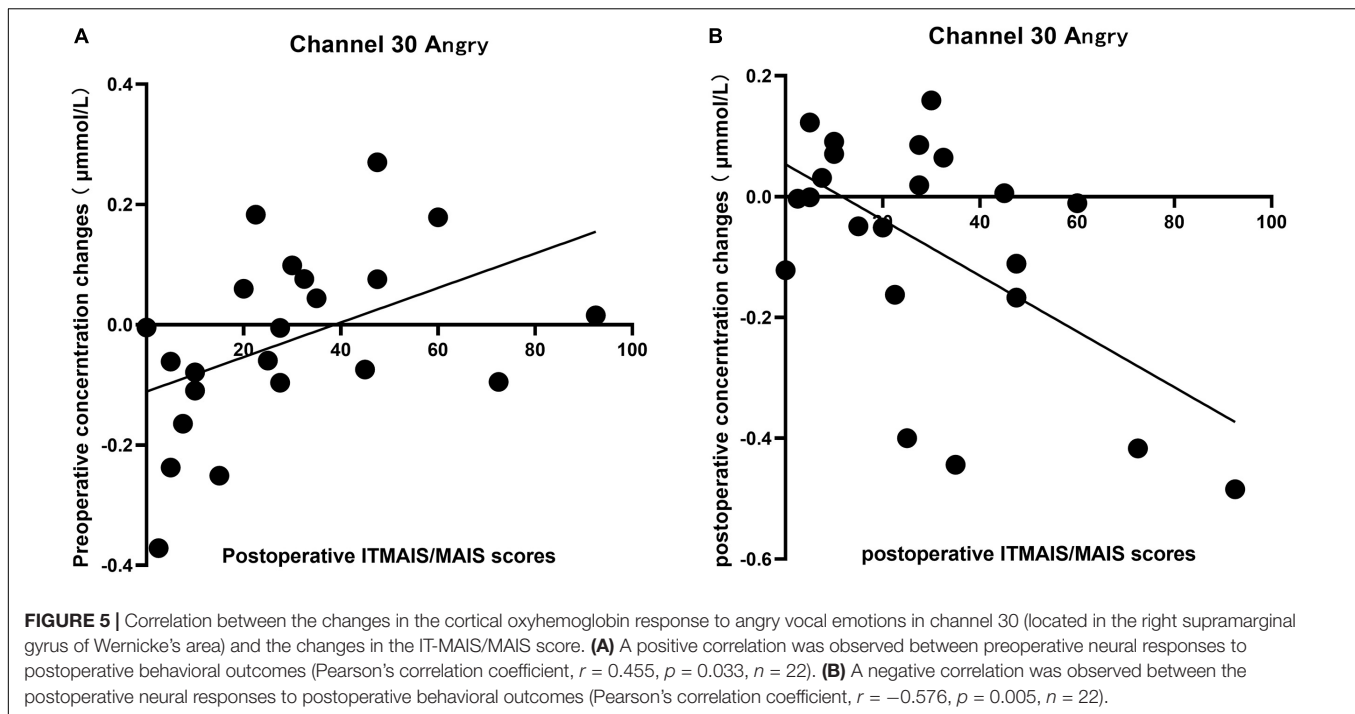 A
Channel 30 Angry
Preoperative concerntration changes ( μmmol/L)
0.4
0.2
0.0
-0.2
-0.4
20
40
60
80
100
Postoperative ITMAIS/MAIS scores
B
Channel 30 Angry
postoperative concerntration changes ( μmmol/L)
0.2
0.0
-0.2
-0.4
-0.6
20
40
60
80
100
postoperative ITMAIS/MAIS scores
FIGURE 5 | Correlation between the changes in the cortical oxyhemoglobin response to angry vocal emotions in channel 30 (located in the right supramarginal
gyrus of Wernicke's area) and the changes in the IT-MAIS/MAIS score. (A) A positive correlation was observed between preoperative neural responses to
postoperative behavioral outcomes (Pearson's correlation coefficient, r = 0.455, p = 0.033, n = 22). (B) A negative correlation was observed between the
postoperative neural responses to postoperative behavioral outcomes (Pearson's correlation coefficient, r = −0.576, p = 0.005, n = 22).